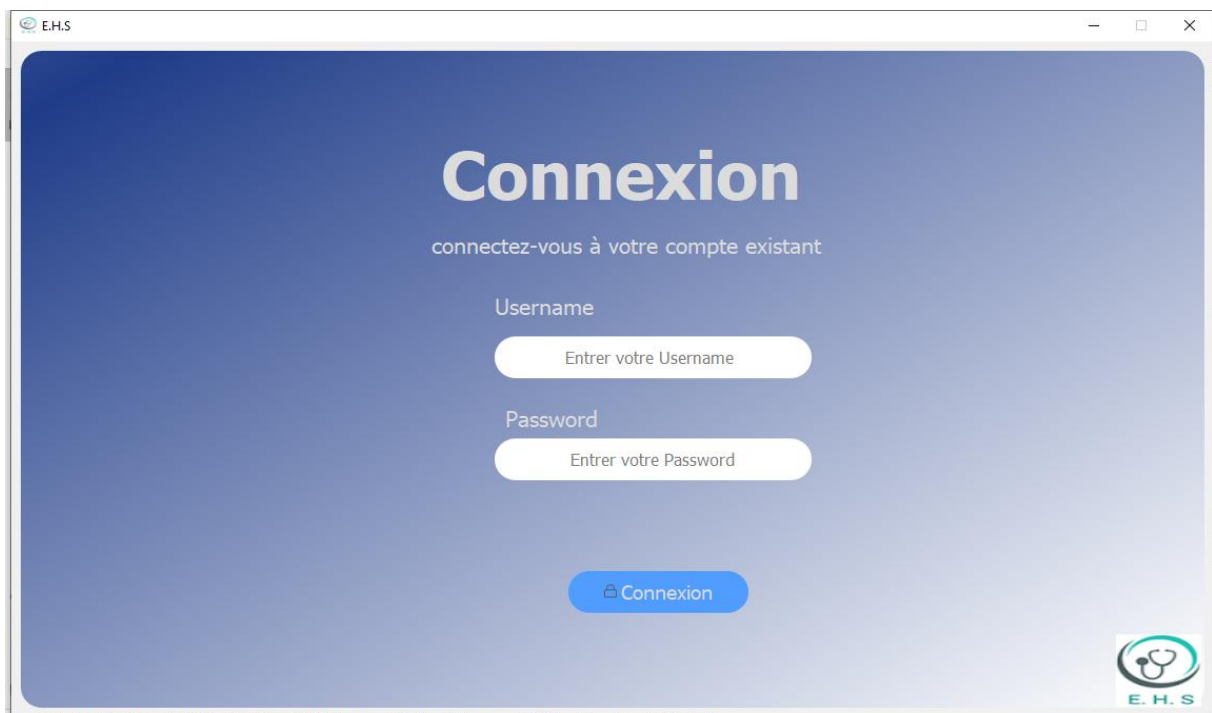 E.H.S
Connexion
connectez-vous à votre compte existant
Username
Entrer votre Username
Password
Entrer votre Password
Connexion
E. H. S